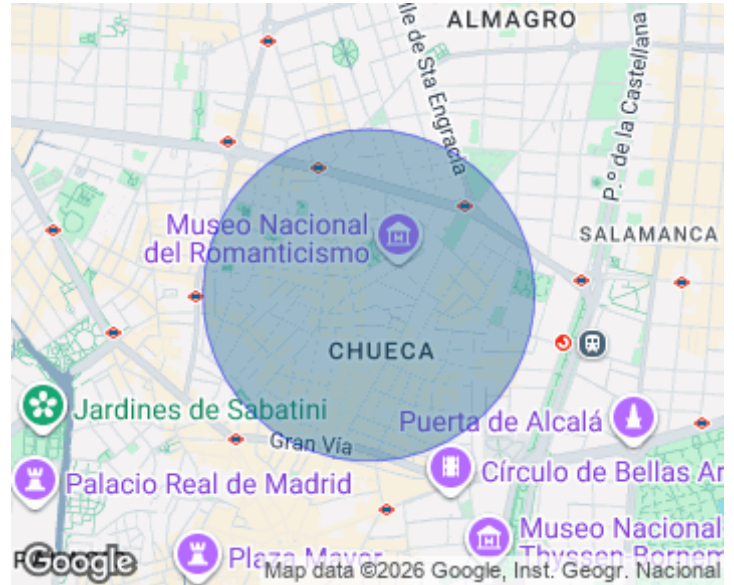 ALMAGRO
lle de Sta Engracia
P.º de la Castellana
Museo Nacional
del Romanticismo
SALAMANCA
CHUECA
Jardines de Sabatini
Puerta de Alcalá
Gran Vía
Círculo de Bellas Ar
Palacio Real de Madrid
Museo Nacional
Thyssen-Bornem
Plaza Mayor
Google
Map data ©2026 Google, Inst. Geogr. Nacional